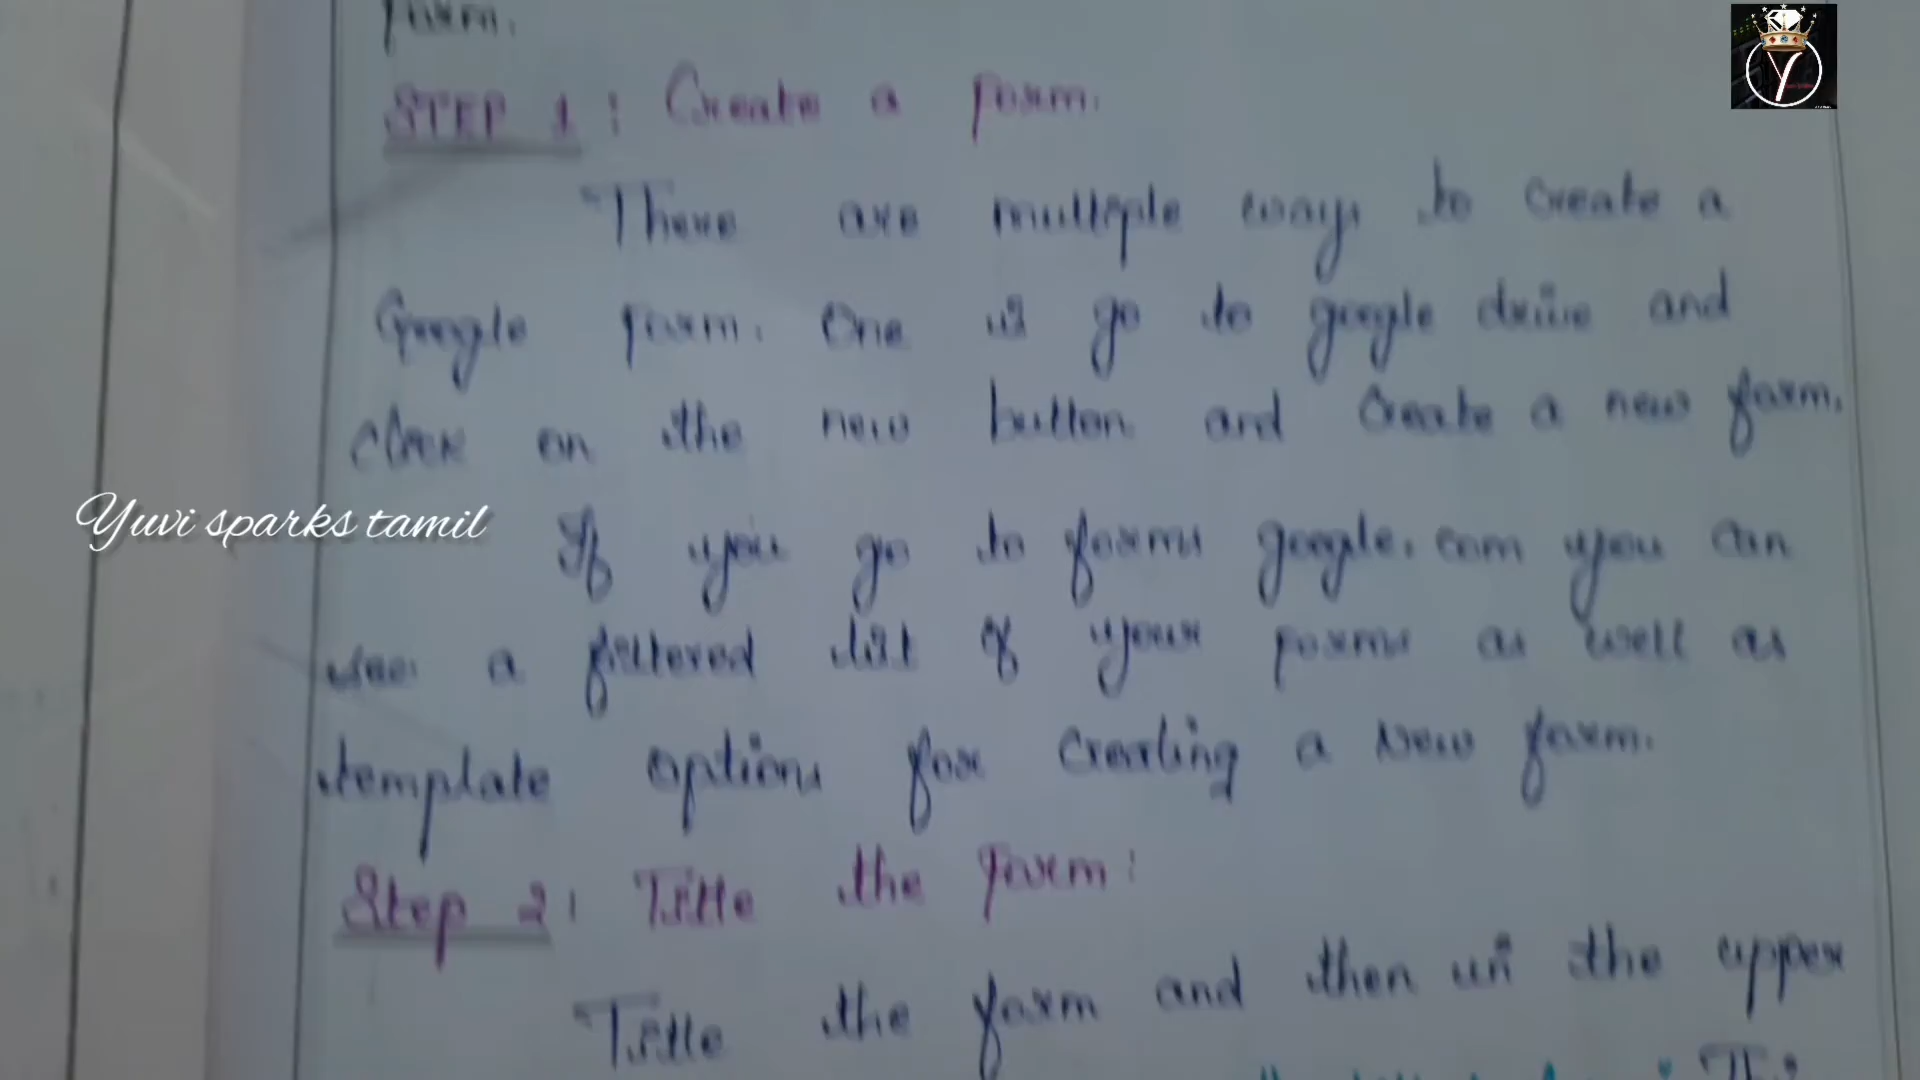 form.
STEP 1: Create a form.
There are multiple ways to create a
Google form. One is go to google drive and
click on the new button and create a new form.
Yuvi sparks tamil
If you go to forms google.com you can
see a filtered list of your forms as well as
template options for creating a New form.
Step 2: Title the form:
Title the form and then in the upper